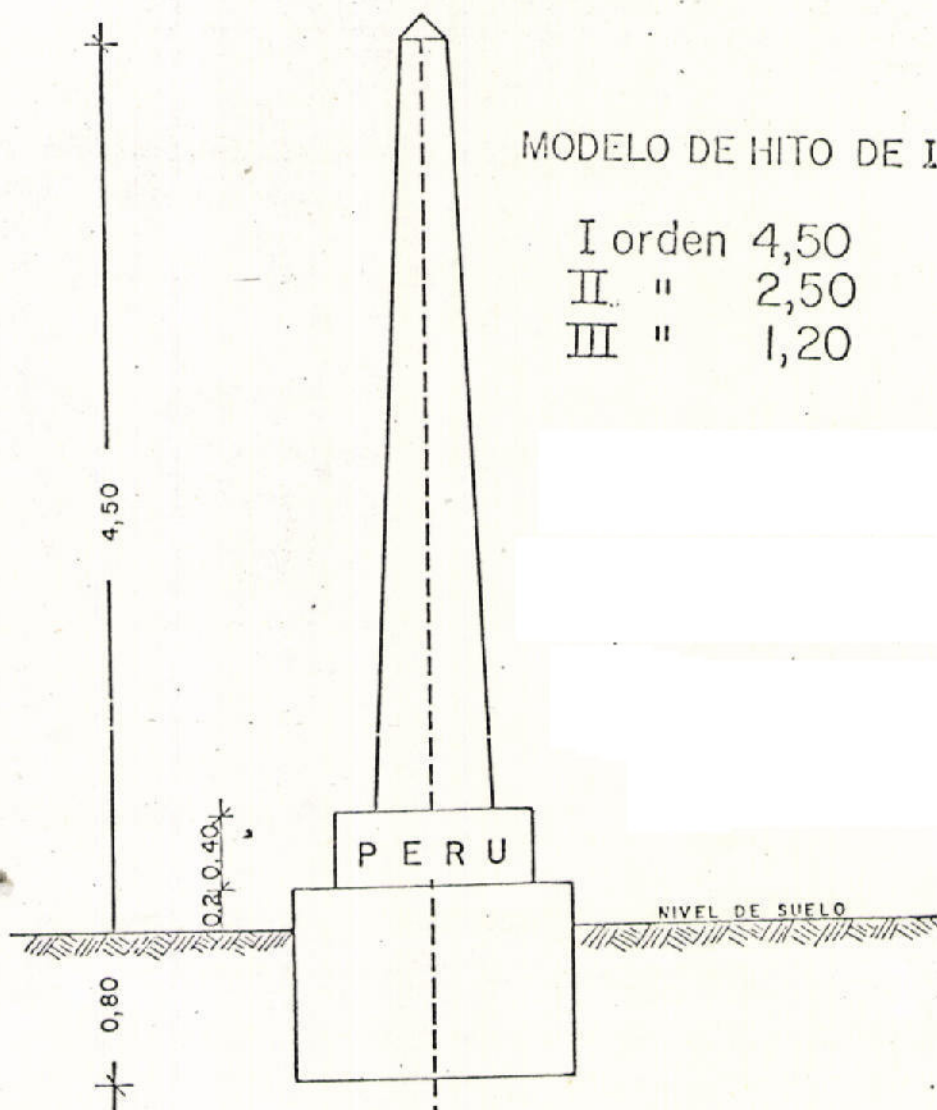 MODELO DE HITO DE I
I orden 4,50
II " 2,50
III " 1,20
4,50
0,40
0,2
PERU
NIVEL DE SUELO
0,80